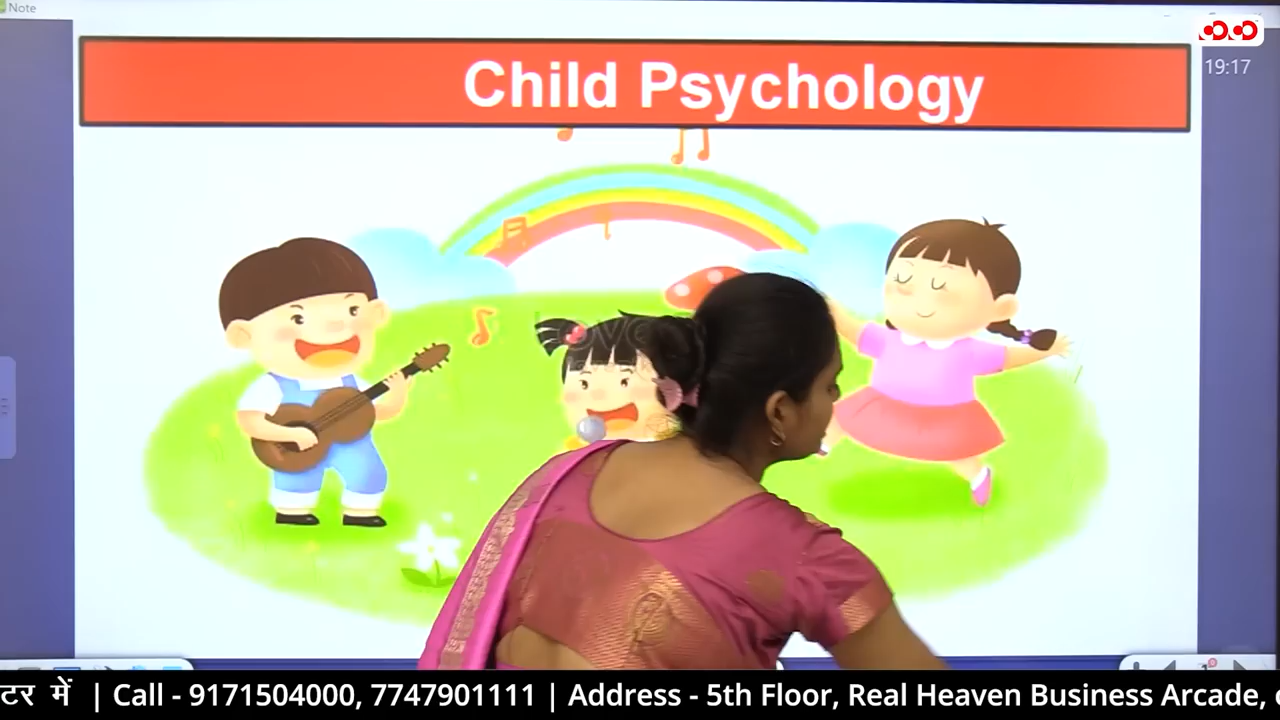 Note
Child Psychology
19:17
टर में | Call - 9171504000, 7747901111 | Address - 5th Floor, Real Heaven Business Arcade,